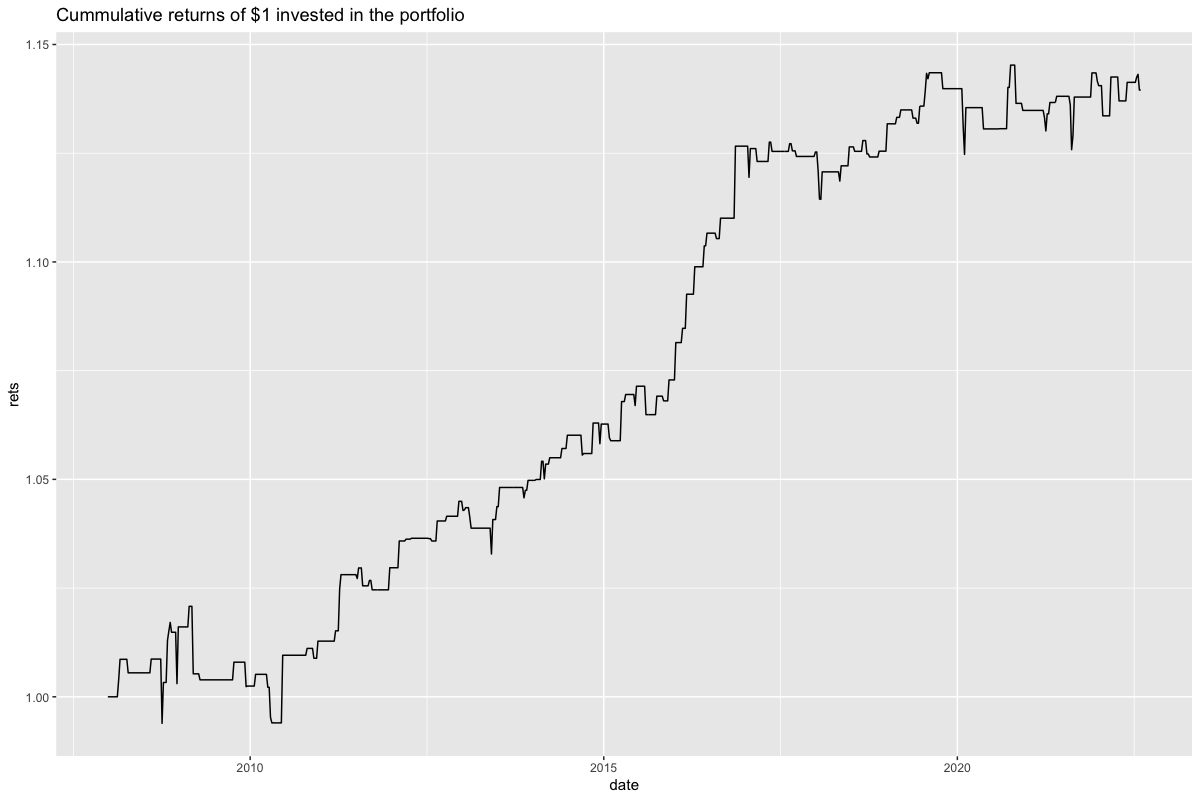 Cummulative returns of $1 invested in the portfolio
1.15
1.10
1.05
1.00
rets
2010 2015 2020
date